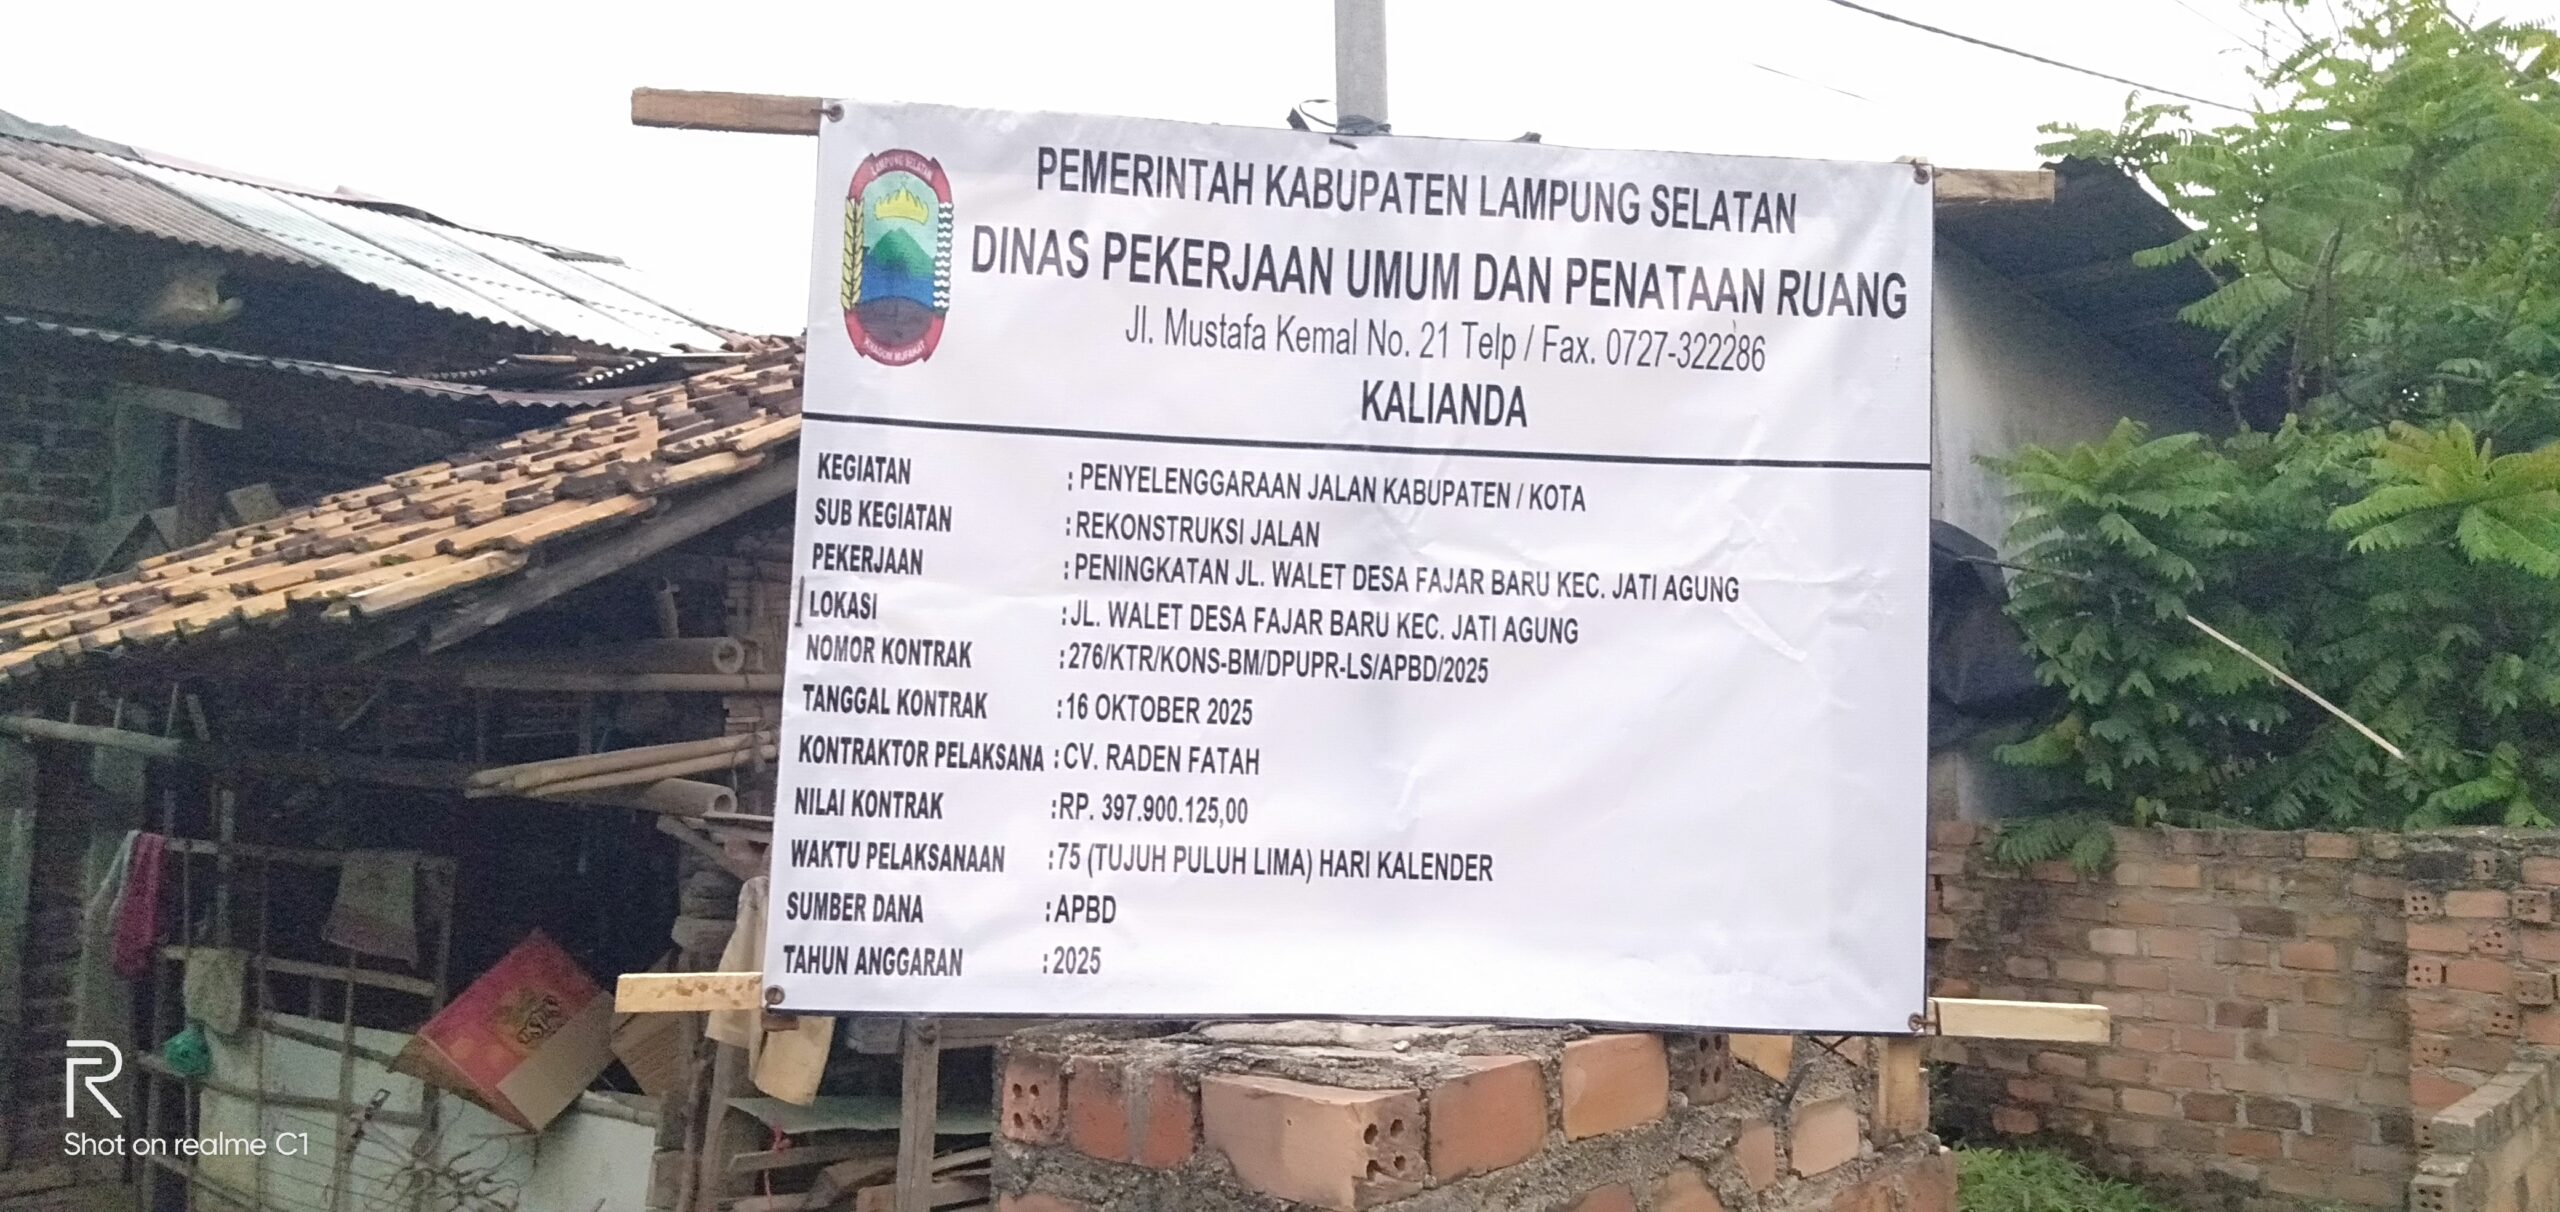 LAMPUNG SELATAN
KHAGOM MUFAKAT
PEMERINTAH KABUPATEN LAMPUNG SELATAN
DINAS PEKERJAAN UMUM DAN PENATAAN RUANG
Jl. Mustafa Kemal No. 21 Telp / Fax. 0727-322286
KALIANDA
KEGIATAN : PENYELENGGARAAN JALAN KABUPATEN / KOTA
SUB KEGIATAN : REKONSTRUKSI JALAN
PEKERJAAN : PENINGKATAN JL. WALET DESA FAJAR BARU KEC. JATI AGUNG
LOKASI : JL. WALET DESA FAJAR BARU KEC. JATI AGUNG
NOMOR KONTRAK : 276/KTR/KONS-BM/DPUPR-LS/APBD/2025
TANGGAL KONTRAK : 16 OKTOBER 2025
KONTRAKTOR PELAKSANA : CV. RADEN FATAH
NILAI KONTRAK : RP. 397.900.125,00
WAKTU PELAKSANAAN : 75 (TUJUH PULUH LIMA) HARI KALENDER
SUMBER DANA : APBD
TAHUN ANGGARAN : 2025
R
Shot on realme C1